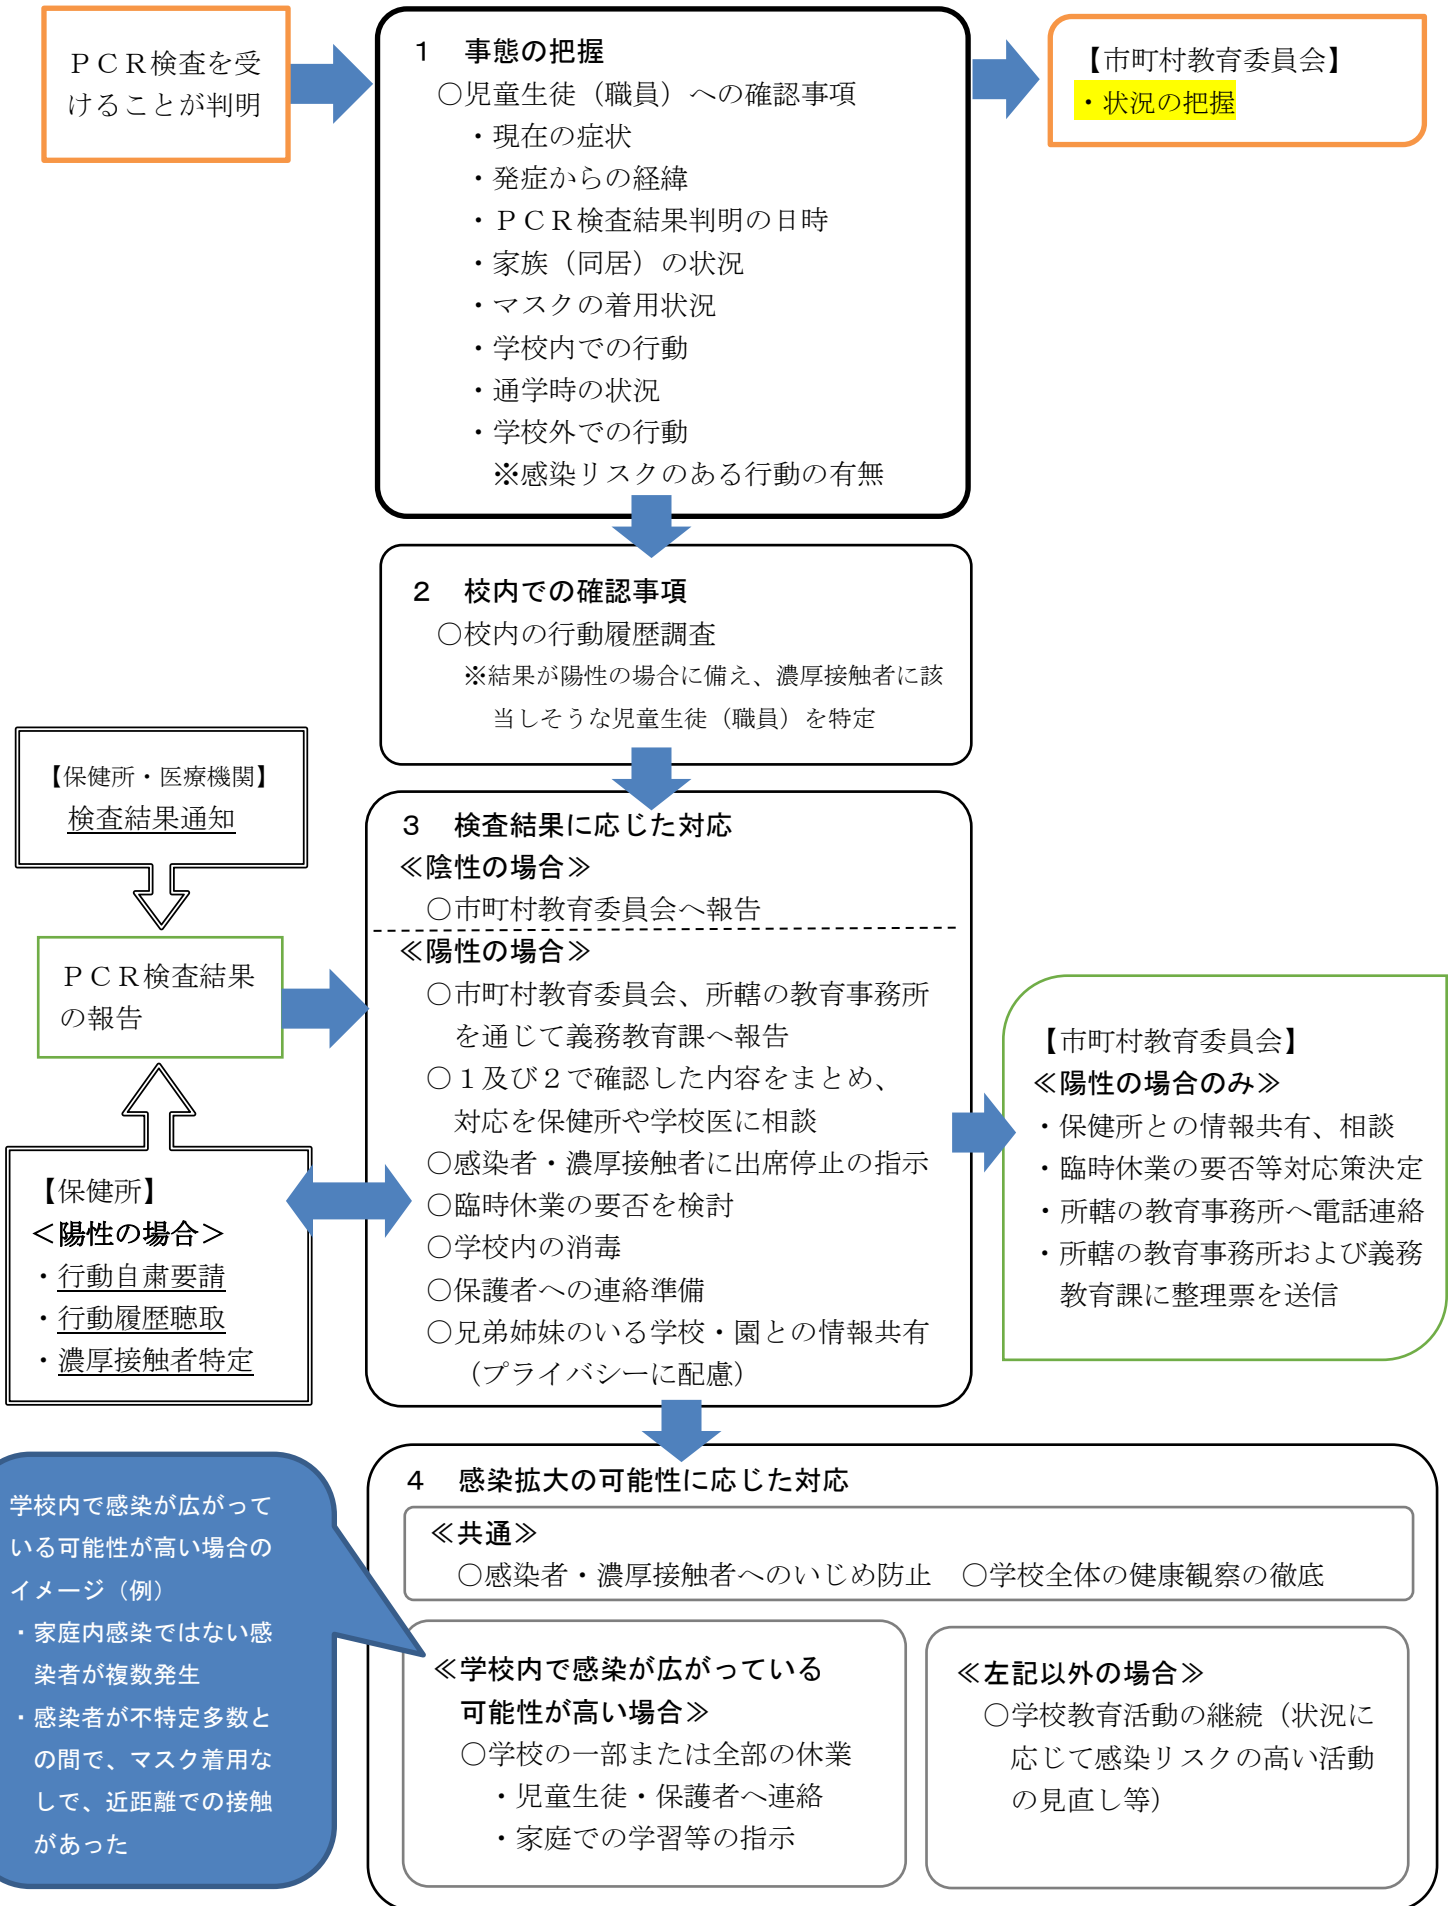 ＰＣＲ検査を受
けることが判明
１　事態の把握
○児童生徒（職員）への確認事項
・現在の症状
・発症からの経緯
・ＰＣＲ検査結果判明の日時
・家族（同居）の状況
・マスクの着用状況
・学校内での行動
・通学時の状況
・学校外での行動
※感染リスクのある行動の有無
【市町村教育委員会】
・状況の把握
２　校内での確認事項
○校内の行動履歴調査
※結果が陽性の場合に備え、濃厚接触者に該
当しそうな児童生徒（職員）を特定
【保健所・医療機関】
検査結果通知
ＰＣＲ検査結果
の報告
【保健所】
＜陽性の場合＞
・行動自粛要請
・行動履歴聴取
・濃厚接触者特定
３　検査結果に応じた対応
≪陰性の場合≫
○市町村教育委員会へ報告
≪陽性の場合≫
○市町村教育委員会、所轄の教育事務所
を通じて義務教育課へ報告
○１及び２で確認した内容をまとめ、
対応を保健所や学校医に相談
○感染者・濃厚接触者に出席停止の指示
○臨時休業の要否を検討
○学校内の消毒
○保護者への連絡準備
○兄弟姉妹のいる学校・園との情報共有
（プライバシーに配慮）
【市町村教育委員会】
≪陽性の場合のみ≫
・保健所との情報共有、相談
・臨時休業の要否等対応策決定
・所轄の教育事務所へ電話連絡
・所轄の教育事務所および義務
教育課に整理票を送信
学校内で感染が広がって
いる可能性が高い場合の
イメージ（例）
・家庭内感染ではない感
染者が複数発生
・感染者が不特定多数と
の間で、マスク着用な
しで、近距離での接触
があった
４　感染拡大の可能性に応じた対応
≪共通≫
○感染者・濃厚接触者へのいじめ防止　○学校全体の健康観察の徹底
≪学校内で感染が広がっている
可能性が高い場合≫
○学校の一部または全部の休業
・児童生徒・保護者へ連絡
・家庭での学習等の指示
≪左記以外の場合≫
○学校教育活動の継続（状況に
応じて感染リスクの高い活動
の見直し等）